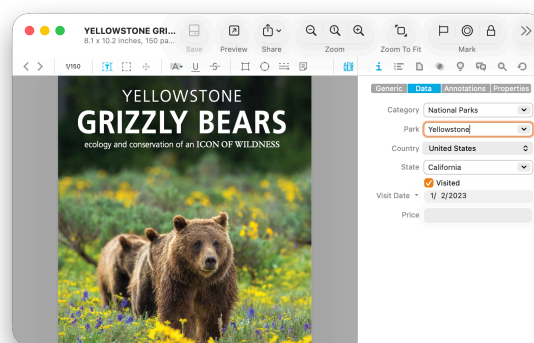 YELLOWSTONE GRI...
8.1 x 10.2 inches, 150 pa...
Save
Preview
Share
Zoom
Zoom To Fit
Mark
1/150
Generic
Data
Annotations
Properties
YELLOWSTONE
GRIZZLY BEARS
ecology and conservation of an ICON OF WILDNESS
Category
National Parks
Park
Yellowstone
Country
United States
State
California
Visited
Visit Date
1/ 2/2023
Price